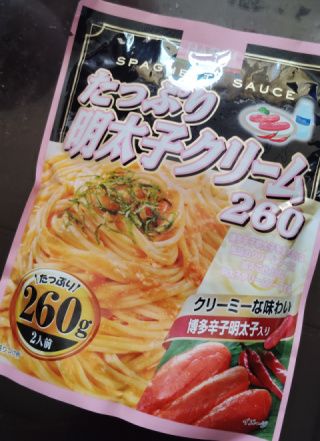 SPAGHETTI SAUCE
たっぷり
明太子クリーム
260
クリーミーな味わい
博多辛子明太子入り
たっぷり!
260g
2人前